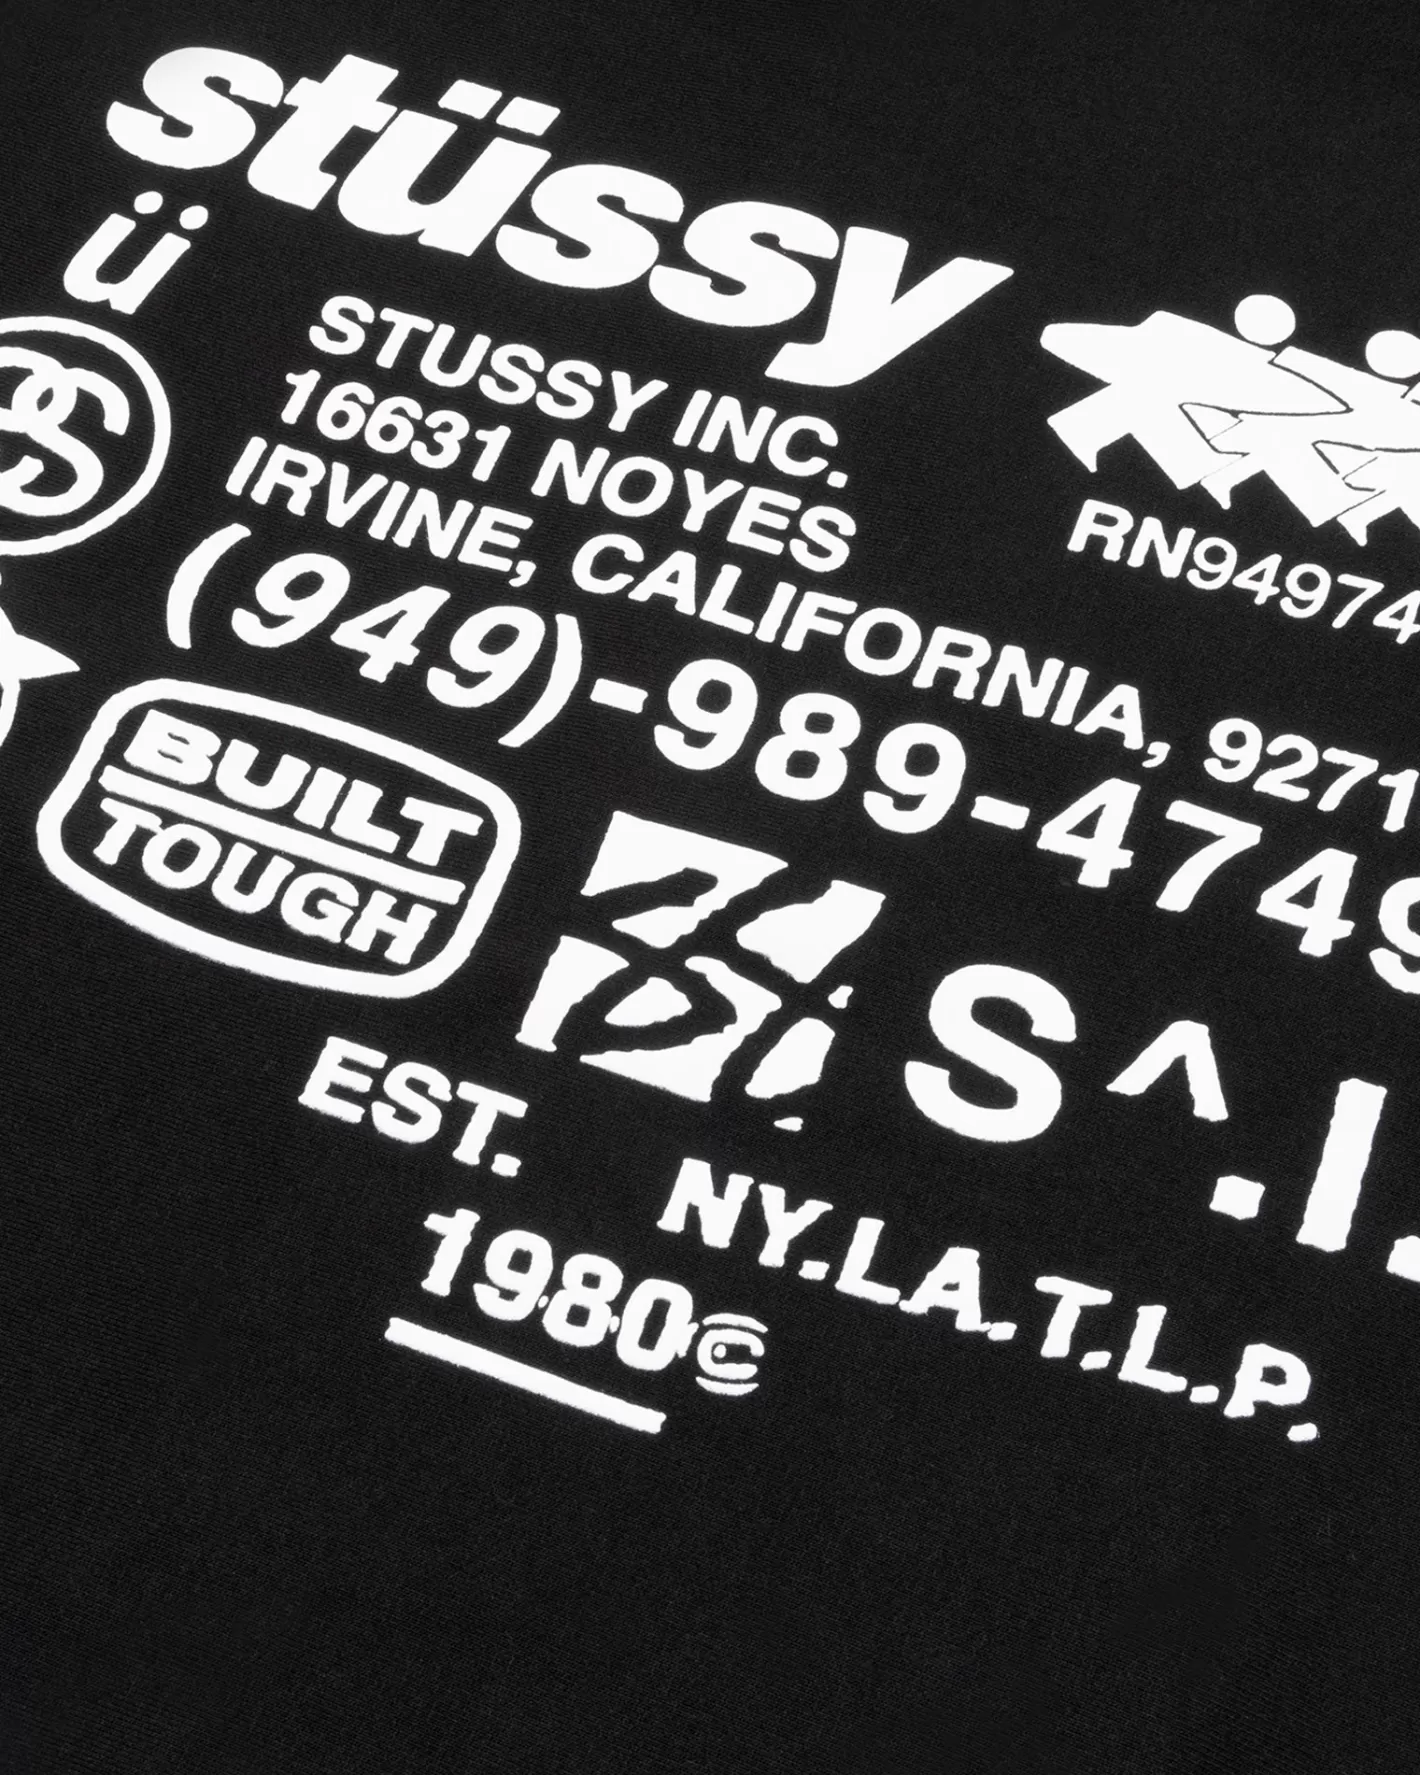 stüssy
ü
STUSSY INC.
16631 NOYES
IRVINE, CALIFORNIA, 9271
RN94974
(949)-989-4749
BUILT
TOUGH
S^.I.
EST.
1980©
NY.LA.T.L.P.